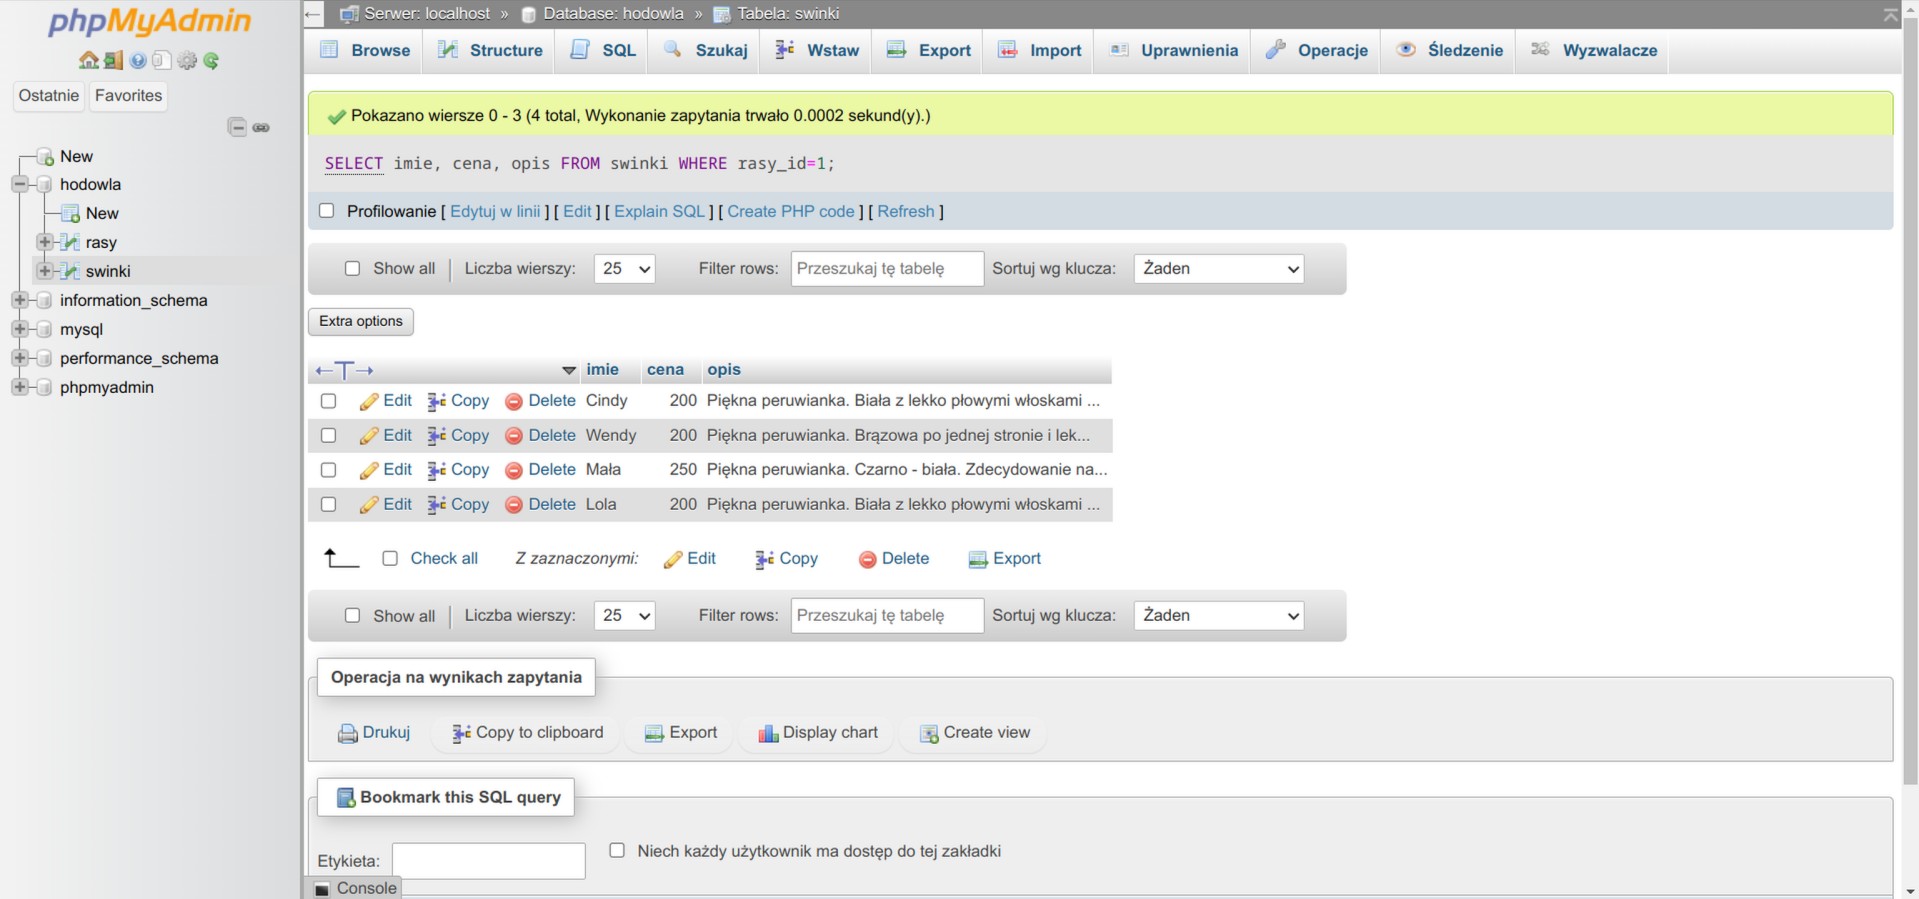 phpMyAdmin
Ostatnie Favorites
New
hodowla
New
rasy
swinki
information_schema
mysql
performance_schema
phpmyadmin
Serwer: localhost » Database: hodowla » Tabela: swinki
Browse Structure SQL Szukaj Wstaw Export Import Uprawnienia Operacje Śledzenie Wyzwalacze
Pokazano wiersze 0 - 3 (4 total, Wykonanie zapytania trwało 0.0002 sekund(y).)
SELECT imie, cena, opis FROM swinki WHERE rasy_id=1;
Profilowanie [ Edytuj w linii ] [ Edit ] [ Explain SQL ] [ Create PHP code ] [ Refresh ]
Show all Liczba wierszy: 25 Filter rows: Przeszukaj tę tabelę Sortuj wg klucza: Żaden
Extra options
←T→ imie cena opis
Edit Copy Delete Cindy 200 Piękna peruwianka. Biała z lekko płowymi włoskami ...
Edit Copy Delete Wendy 200 Piękna peruwianka. Brązowa po jednej stronie i lek...
Edit Copy Delete Mała 250 Piękna peruwianka. Czarno - biała. Zdecydowanie na...
Edit Copy Delete Lola 200 Piękna peruwianka. Biała z lekko płowymi włoskami ...
Check all Z zaznaczonymi: Edit Copy Delete Export
Show all Liczba wierszy: 25 Filter rows: Przeszukaj tę tabelę Sortuj wg klucza: Żaden
Operacja na wynikach zapytania
Drukuj Copy to clipboard Export Display chart Create view
Bookmark this SQL query
Etykieta: Niech każdy użytkownik ma dostęp do tej zakładki
Console